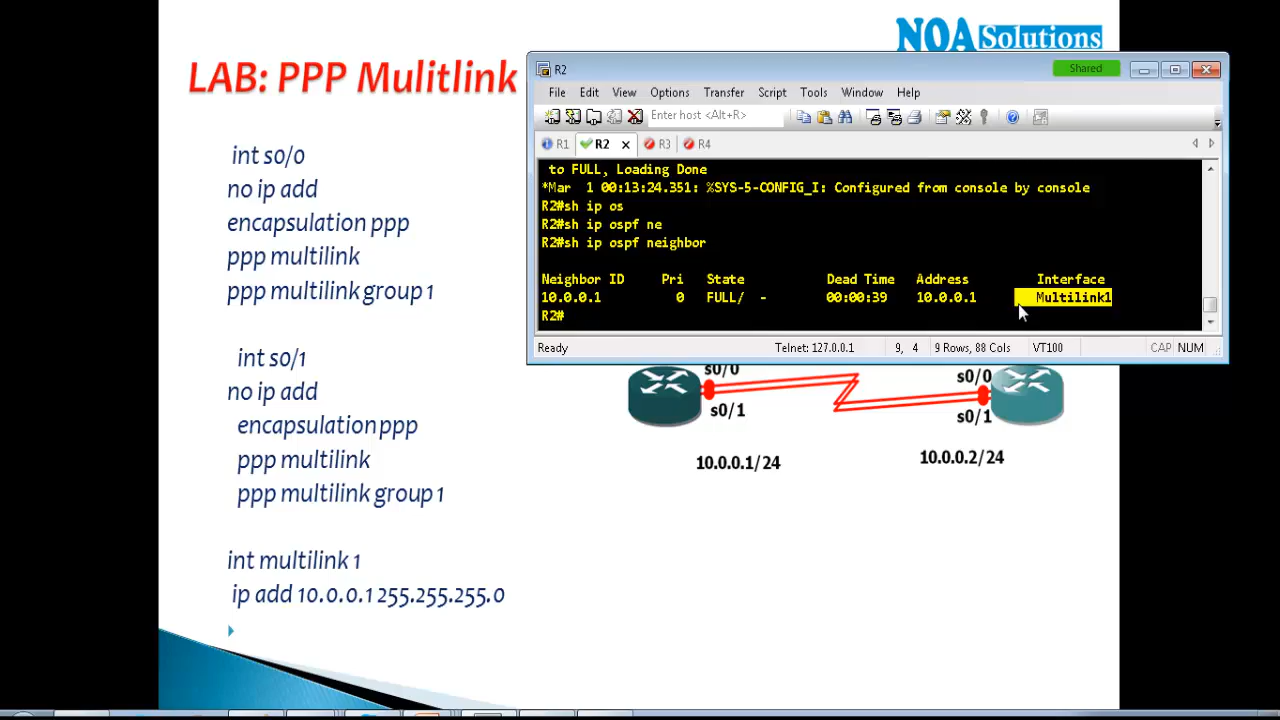 NOA Solutions
LAB: PPP Mulitlink
int s0/0
no ip add
encapsulation ppp
ppp multilink
ppp multilink group 1
int s0/1
no ip add
encapsulation ppp
ppp multilink
ppp multilink group 1
int multilink 1
ip add 10.0.0.1 255.255.255.0
R2
Shared
File Edit View Options Transfer Script Tools Window Help
Enter host <Alt+R>
R1 R2 x R3 R4
to FULL, Loading Done
*Mar 1 00:13:24.351: %SYS-5-CONFIG_I: Configured from console by console
R2#sh ip os
R2#sh ip ospf ne
R2#sh ip ospf neighbor
Neighbor ID Pri State Dead Time Address Interface
10.0.0.1 0 FULL/ - 00:00:39 10.0.0.1 Multilink1
R2#
Ready Telnet: 127.0.0.1 9, 4 9 Rows, 88 Cols VT100 CAP NUM
s0/0 s0/0
s0/1 s0/1
10.0.0.1/24 10.0.0.2/24